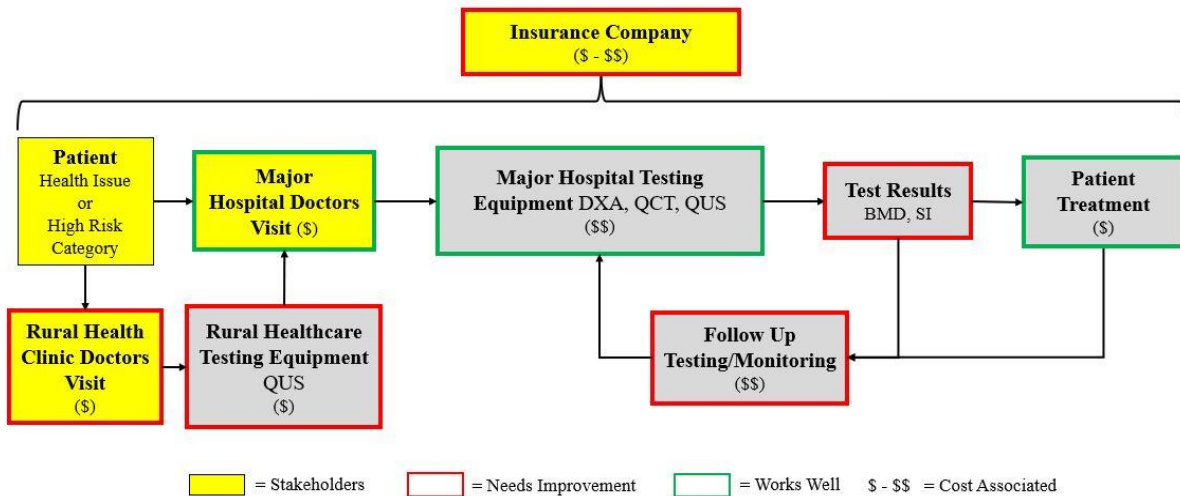 Insurance Company
($ - $$)
Patient
Health Issue
or
High Risk
Category
Major
Hospital Doctors
Visit ($)
Major Hospital Testing
Equipment DXA, QCT, QUS
($$)
Test Results
BMD, SI
Patient
Treatment
($)
Rural Health
Clinic Doctors
Visit
($)
Rural Healthcare
Testing Equipment
QUS
($)
Follow Up
Testing/Monitoring
($$)
= Stakeholders
= Needs Improvement
= Works Well
$ - $$ = Cost Associated